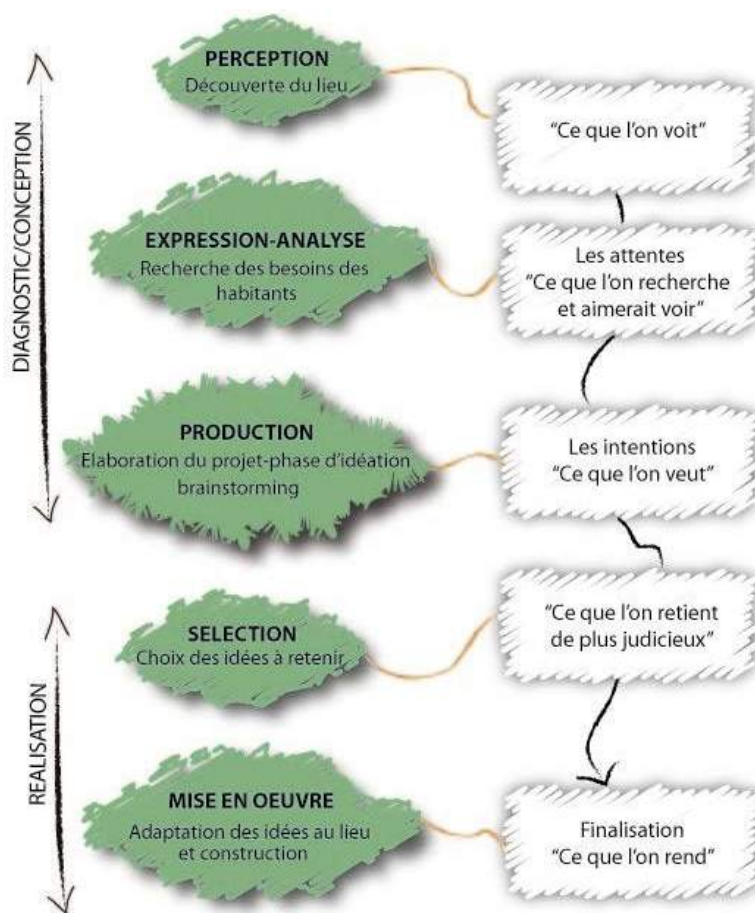 DIAGNOSTIC/CONCEPTION
PERCEPTION
Découverte du lieu
"Ce que l'on voit"
EXPRESSION-ANALYSE
Recherche des besoins des
habitants
Les attentes
"Ce que l'on recherche
et aimerait voir"
PRODUCTION
Elaboration du projet-phase d'idéation
brainstorming
Les intentions
"Ce que l'on veut"
REALISATION
SELECTION
Choix des idées à retenir
"Ce que l'on retient
de plus judicieux"
MISE EN OEUVRE
Adaptation des idées au lieu
et construction
Finalisation
"Ce que l'on rend"